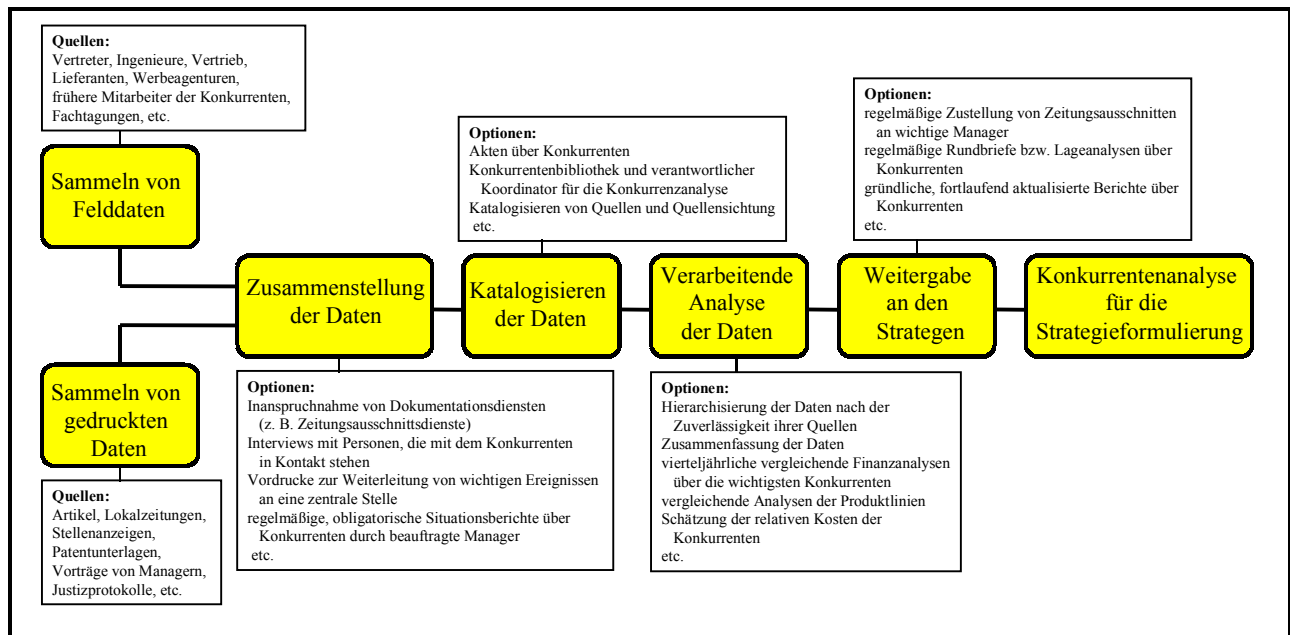 Quellen:
Vertreter, Ingenieure, Vertrieb,
Lieferanten, Werbeagenturen,
frühere Mitarbeiter der Konkurrenten,
Fachtagungen, etc.
Sammeln von
Felddaten
Sammeln von
gedruckten
Daten
Quellen:
Artikel, Lokalzeitungen,
Stellenanzeigen,
Patentunterlagen,
Vorträge von Managern,
Justizprotokolle, etc.
Zusammenstellung
der Daten
Optionen:
Inanspruchnahme von Dokumentationsdiensten
(z. B. Zeitungsausschnittsdienste)
Interviews mit Personen, die mit dem Konkurrenten
in Kontakt stehen
Vordrucke zur Weiterleitung von wichtigen Ereignissen
an eine zentrale Stelle
regelmäßige, obligatorische Situationsberichte über
Konkurrenten durch beauftragte Manager
etc.
Optionen:
Akten über Konkurrenten
Konkurrentenbibliothek und verantwortlicher
Koordinator für die Konkurrenzanalyse
Katalogisieren von Quellen und Quellensichtung
etc.
Katalogisieren
der Daten
Verarbeitende
Analyse
der Daten
Optionen:
Hierarchisierung der Daten nach der
Zuverlässigkeit ihrer Quellen
Zusammenfassung der Daten
vierteljährliche vergleichende Finanzanalysen
über die wichtigsten Konkurrenten
vergleichende Analysen der Produktlinien
Schätzung der relativen Kosten der
Konkurrenten
etc.
Optionen:
regelmäßige Zustellung von Zeitungsausschnitten
an wichtige Manager
regelmäßige Rundbriefe bzw. Lageanalysen über
Konkurrenten
gründliche, fortlaufend aktualisierte Berichte über
Konkurrenten
etc.
Weitergabe
an den
Strategen
Konkurrentenanalyse
für die
Strategieformulierung